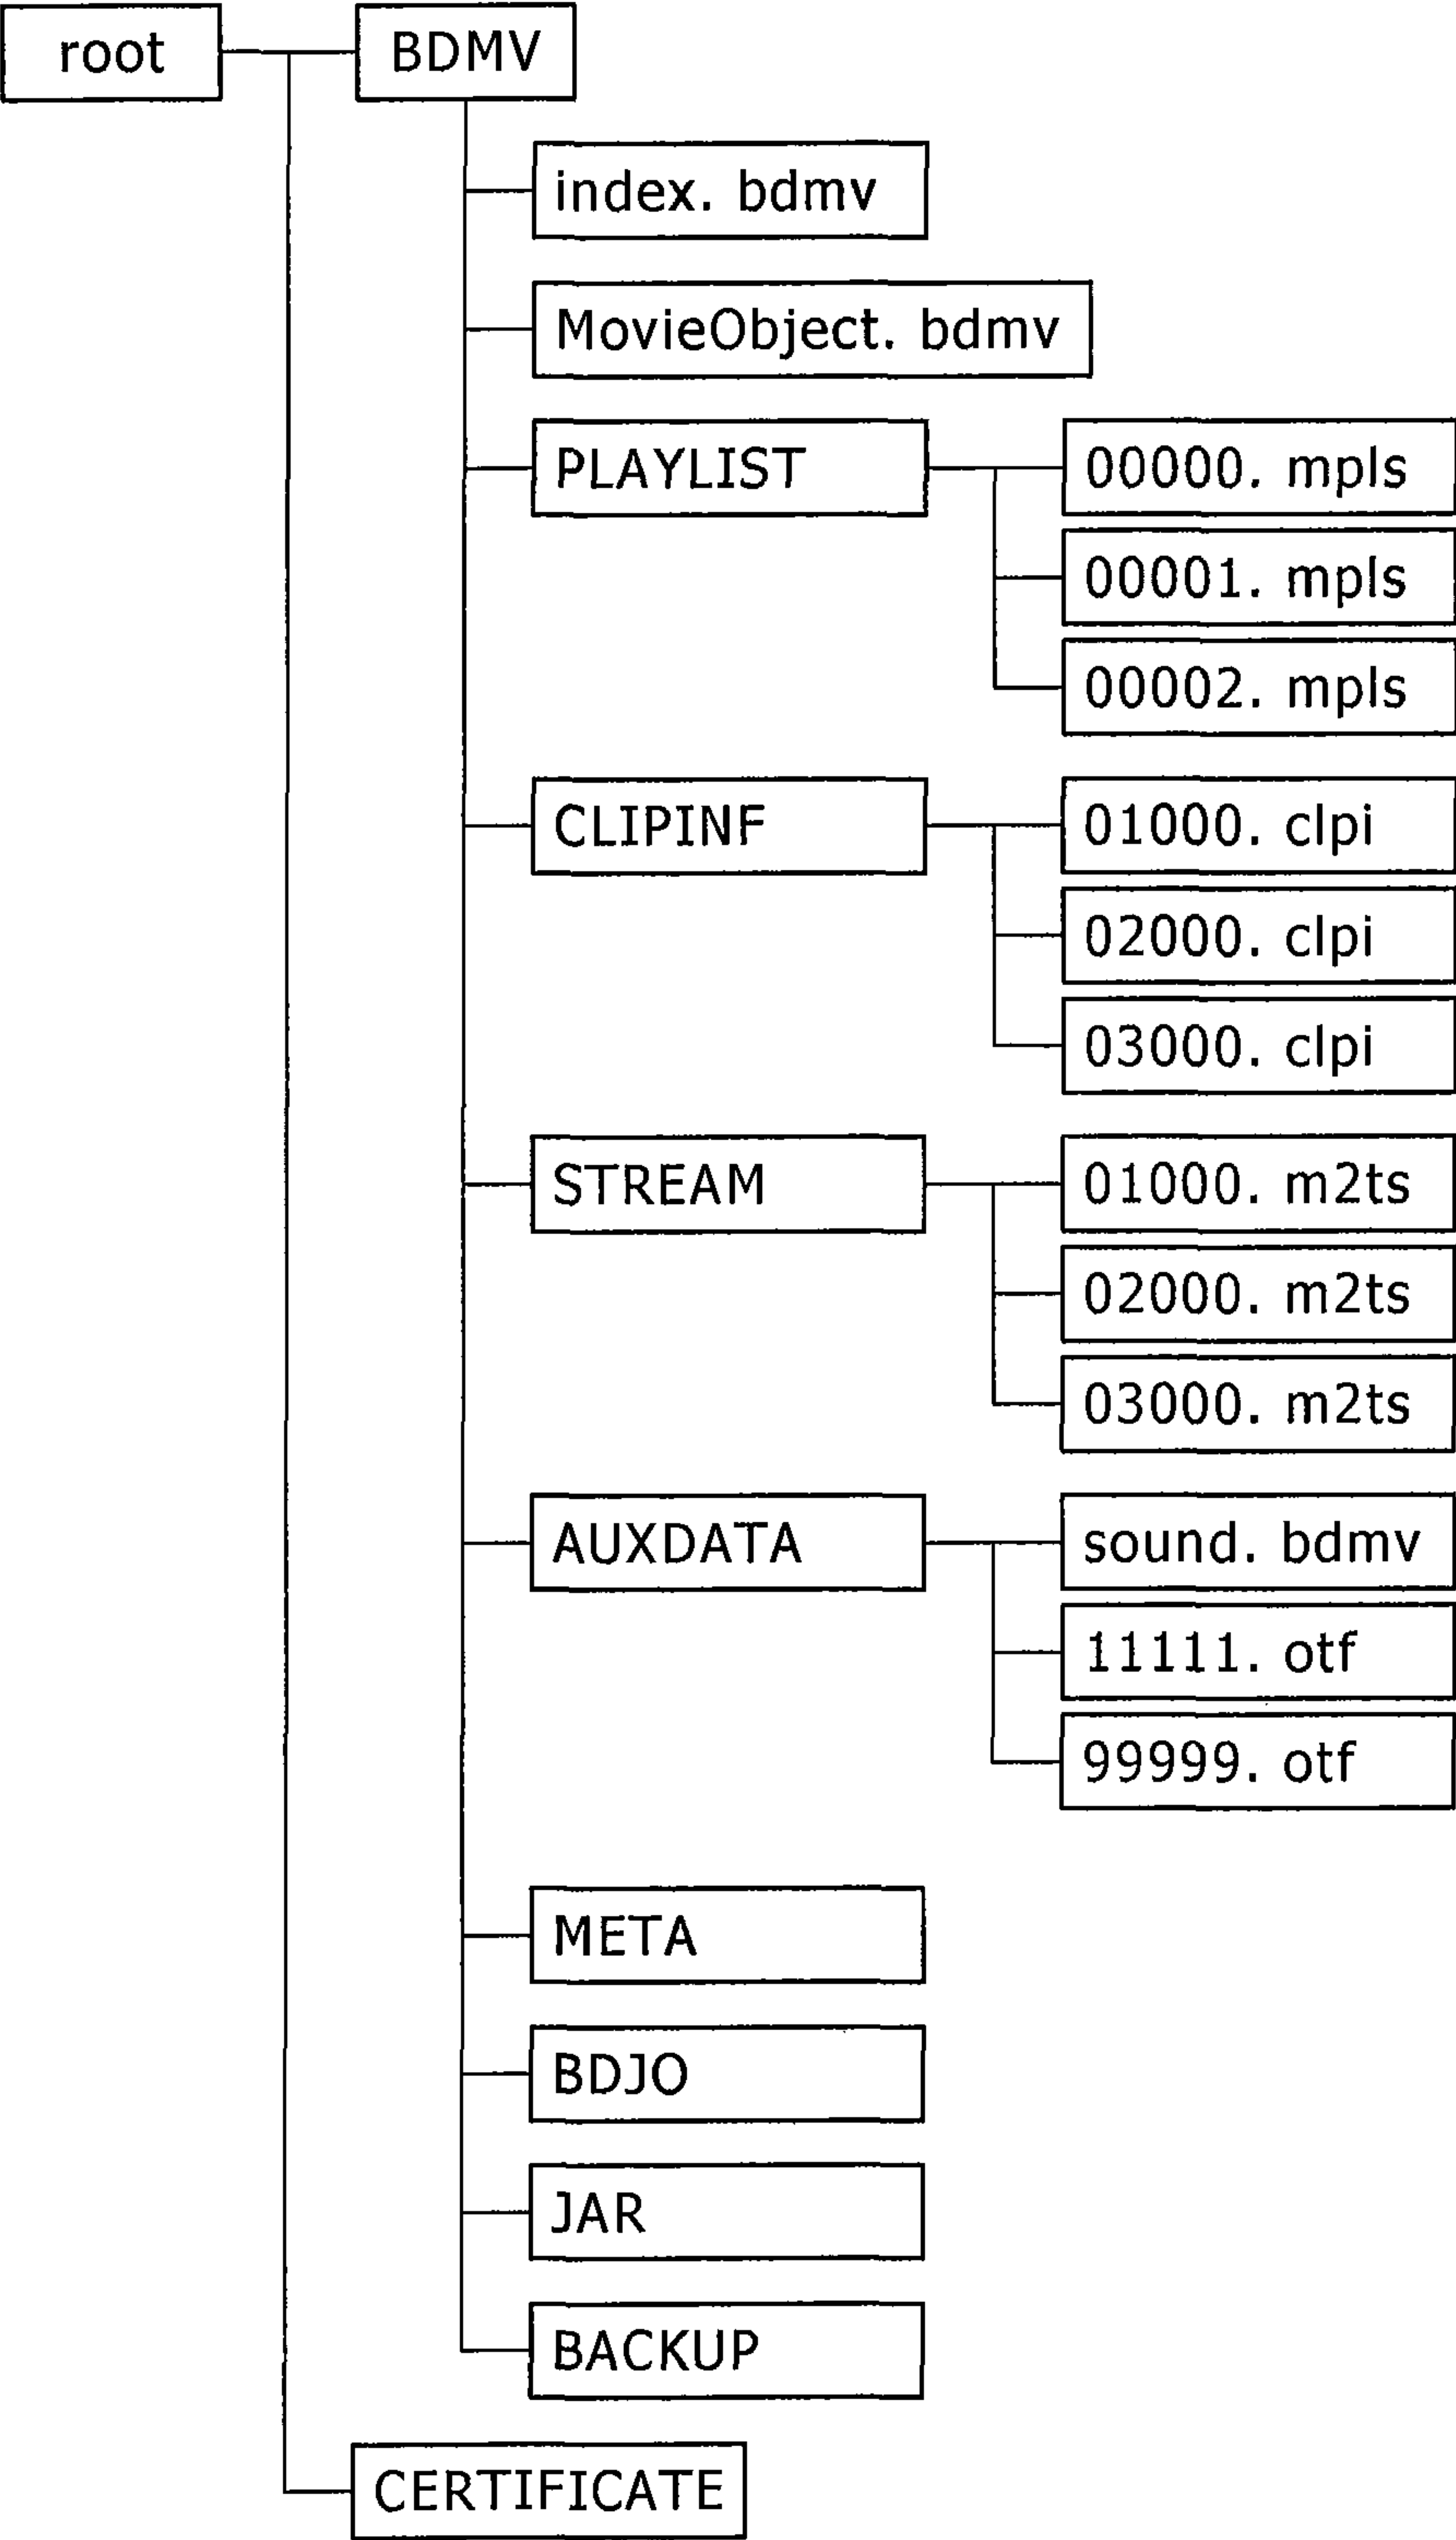 root
BDMV
index. bdmv
MovieObject. bdmv
PLAYLIST
00000. mpls
00001. mpls
00002. mpls
CLIPINF
01000. clpi
02000. clpi
03000. clpi
STREAM
01000. m2ts
02000. m2ts
03000. m2ts
AUXDATA
sound. bdmv
11111. otf
99999. otf
META
BDJO
JAR
BACKUP
CERTIFICATE